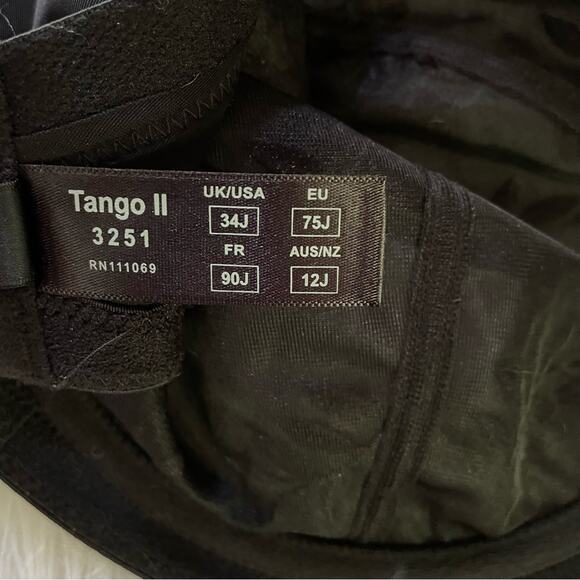 Tango II
3251
RN111069
UK/USA EU
34J 75J
FR AUS/NZ
90J 12J